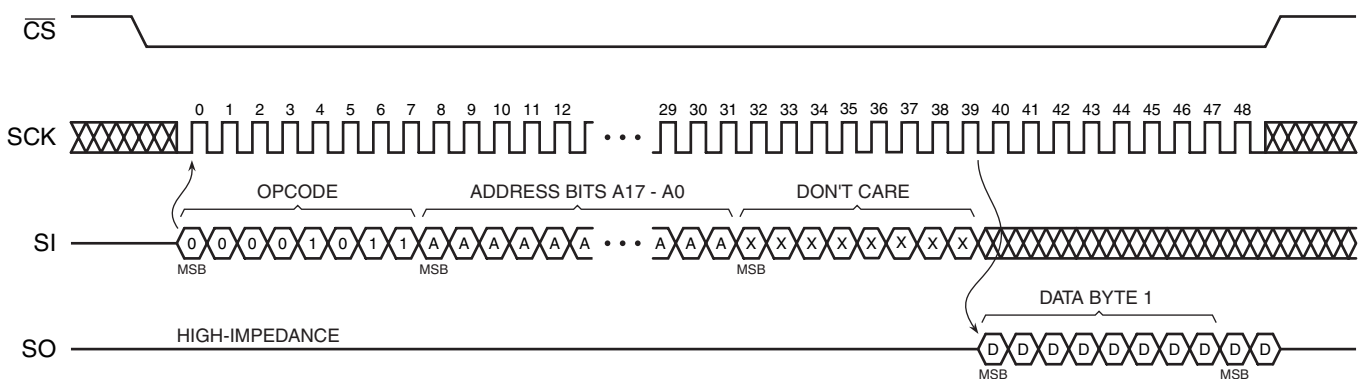 CS
0 1 2 3 4 5 6 7 8 9 10 11 12 29 30 31 32 33 34 35 36 37 38 39 40 41 42 43 44 45 46 47 48
SCK • • •
OPCODE ADDRESS BITS A17 - A0 DON'T CARE
SI 0 0 0 0 1 0 1 1 A A A A A A • • • A A A X X X X X X X X
MSB MSB MSB
DATA BYTE 1
HIGH-IMPEDANCE
SO D D D D D D D D D D
MSB MSB